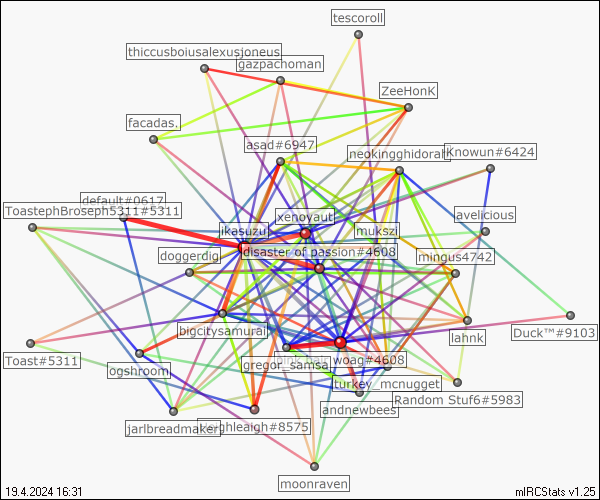 tescoroll
thiccusboiusalexusjoneus
gazpachoman
ZeeHonK
facadas.
asad#6947
neokingghidorah
Knowun#6424
default#0617
ToastephBroseph5311#5311
xenoyaut
avelicious
ikasuzu
mukszi
disaster of passion#4608
doggerdig
mingus4742
bigcitysamurai
lahnk
Duck™#9103
Toast#5311
gregor_samsa_
woag#4608
ogshroom
turkey_mcnugget
Random Stuf6#5983
andnewbees
jarlbreadmaker
ghleaigh#8575
moonraven
19.4.2024 16:31
mIRCStats v1.25